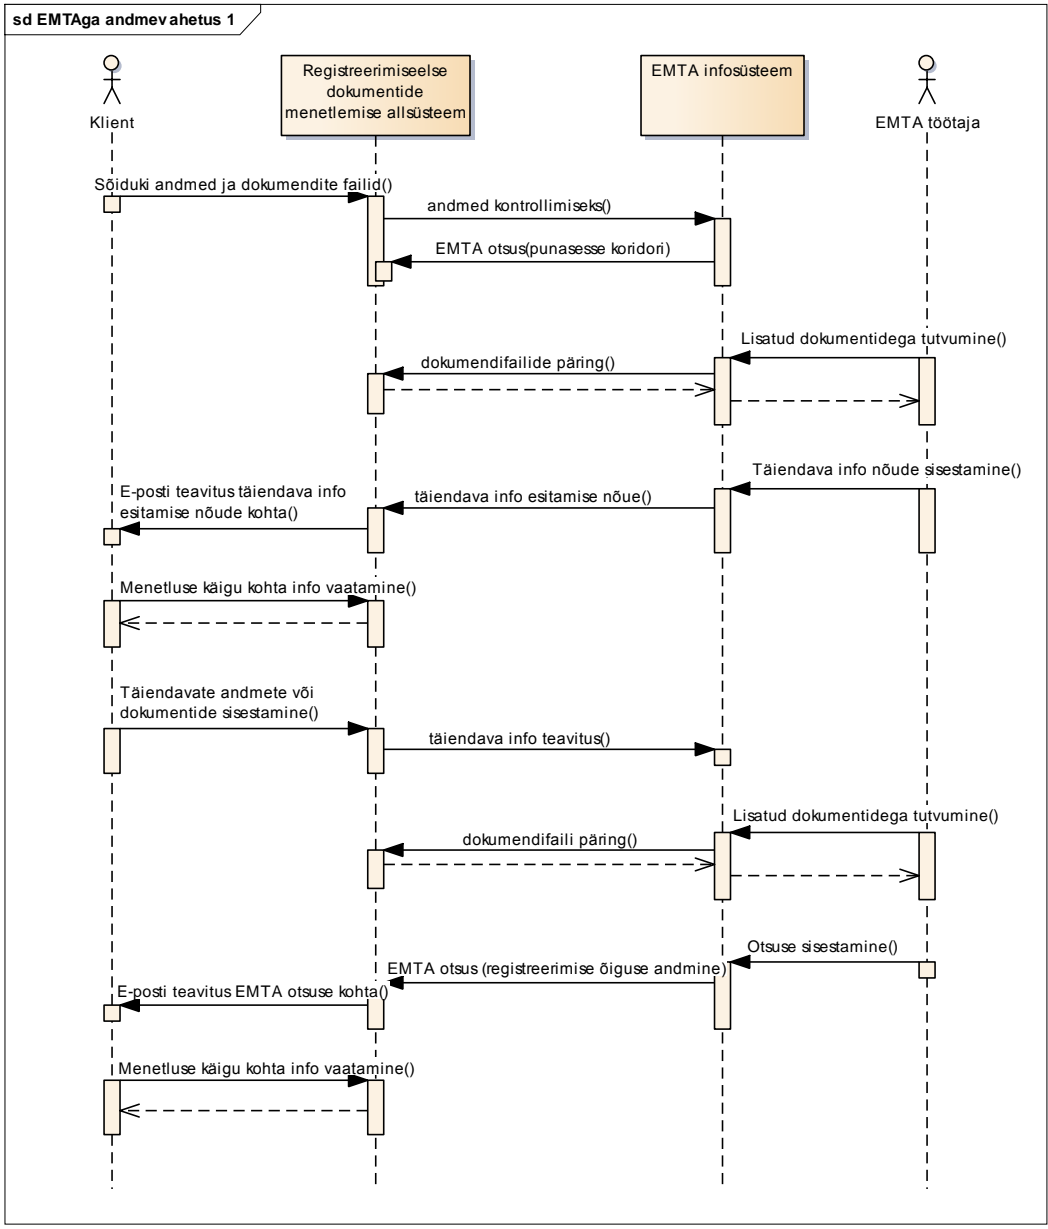 sd EMTAga andmevahetus 1
Klient
Registreerimiseelse
dokumentide
menetlemise allsüsteem
EMTA infosüsteem
EMTA töötaja
Sõiduki andmed ja dokumendite failid()
andmed kontrollimiseks()
EMTA otsus(punasesse koridori)
Lisatud dokumentidega tutvumine()
dokumendifailide päring()
Täiendava info nõude sisestamine()
E-posti teavitus täiendava info
esitamise nõude kohta()
täiendava info esitamise nõue()
Menetluse käigu kohta info vaatamine()
Täiendavate andmete või
dokumentide sisestamine()
täiendava info teavitus()
Lisatud dokumentidega tutvumine()
dokumendifaili päring()
Otsuse sisestamine()
EMTA otsus (registreerimise õiguse andmine)
E-posti teavitus EMTA otsuse kohta()
Menetluse käigu kohta info vaatamine()